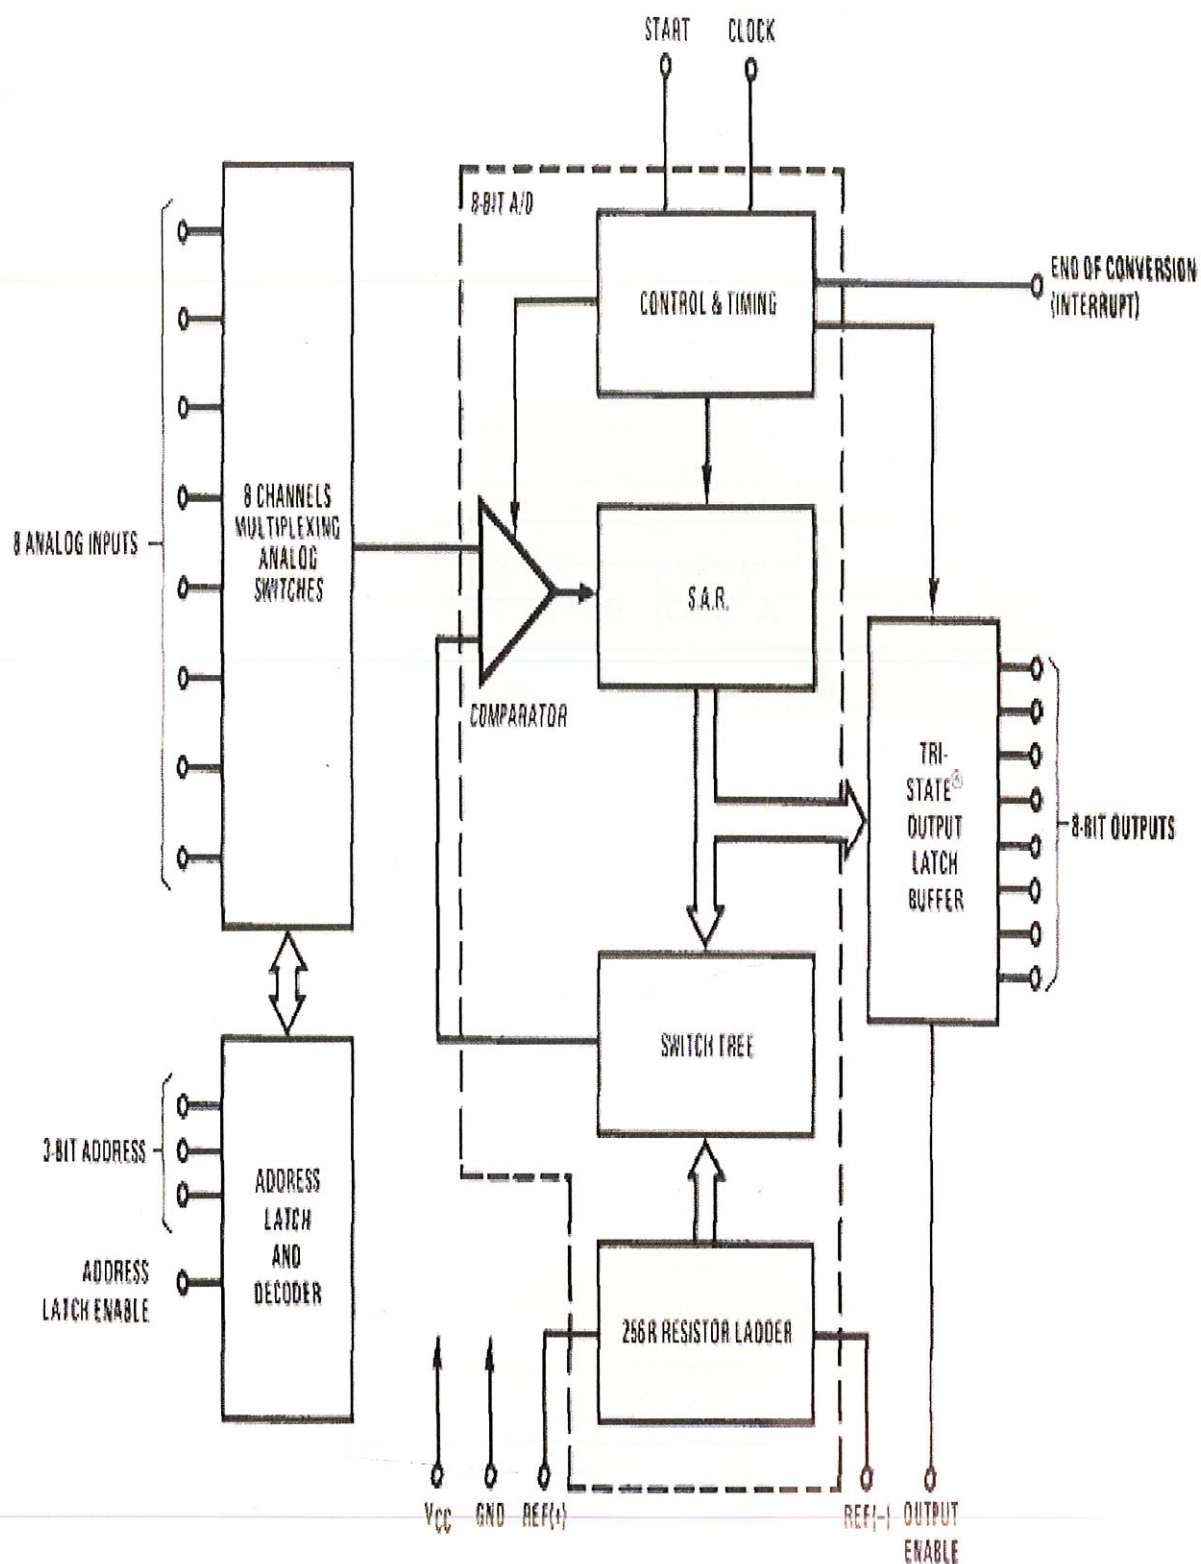 START CLOCK
8-BIT A/D
CONTROL & TIMING
END OF CONVERSION
(INTERRUPT)
8 ANALOG INPUTS
8 CHANNELS
MULTIPLEXING
ANALOG
SWITCHES
S.A.R.
COMPARATOR
TRI-
STATE®
OUTPUT
LATCH
BUFFER
8-BIT OUTPUTS
SWITCH TREE
3-BIT ADDRESS
ADDRESS
LATCH ENABLE
ADDRESS
LATCH
AND
DECODER
256R RESISTOR LADDER
VCC GND REF(+) REF(−) OUTPUT
ENABLE